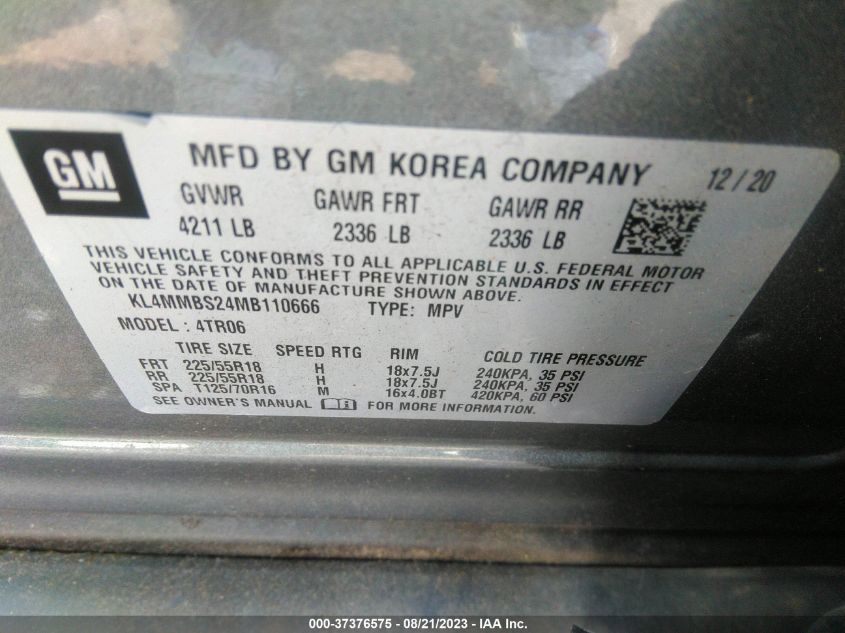 GM MFD BY GM KOREA COMPANY 12/20
GVWR GAWR FRT GAWR RR
4211 LB 2336 LB 2336 LB
THIS VEHICLE CONFORMS TO ALL APPLICABLE U.S. FEDERAL MOTOR
VEHICLE SAFETY AND THEFT PREVENTION STANDARDS IN EFFECT
ON THE DATE OF MANUFACTURE SHOWN ABOVE.
KL4MMBS24MB110666 TYPE: MPV
MODEL : 4TR06
TIRE SIZE SPEED RTG RIM COLD TIRE PRESSURE
FRT 225/55R18 H 18x7.5J 240KPA, 35 PSI
RR 225/55R18 H 18x7.5J 240KPA, 35 PSI
SPA T125/70R16 M 16x4.0BT 420KPA, 60 PSI
SEE OWNER'S MANUAL FOR MORE INFORMATION.
000-37376575 - 08/21/2023 - IAA Inc.